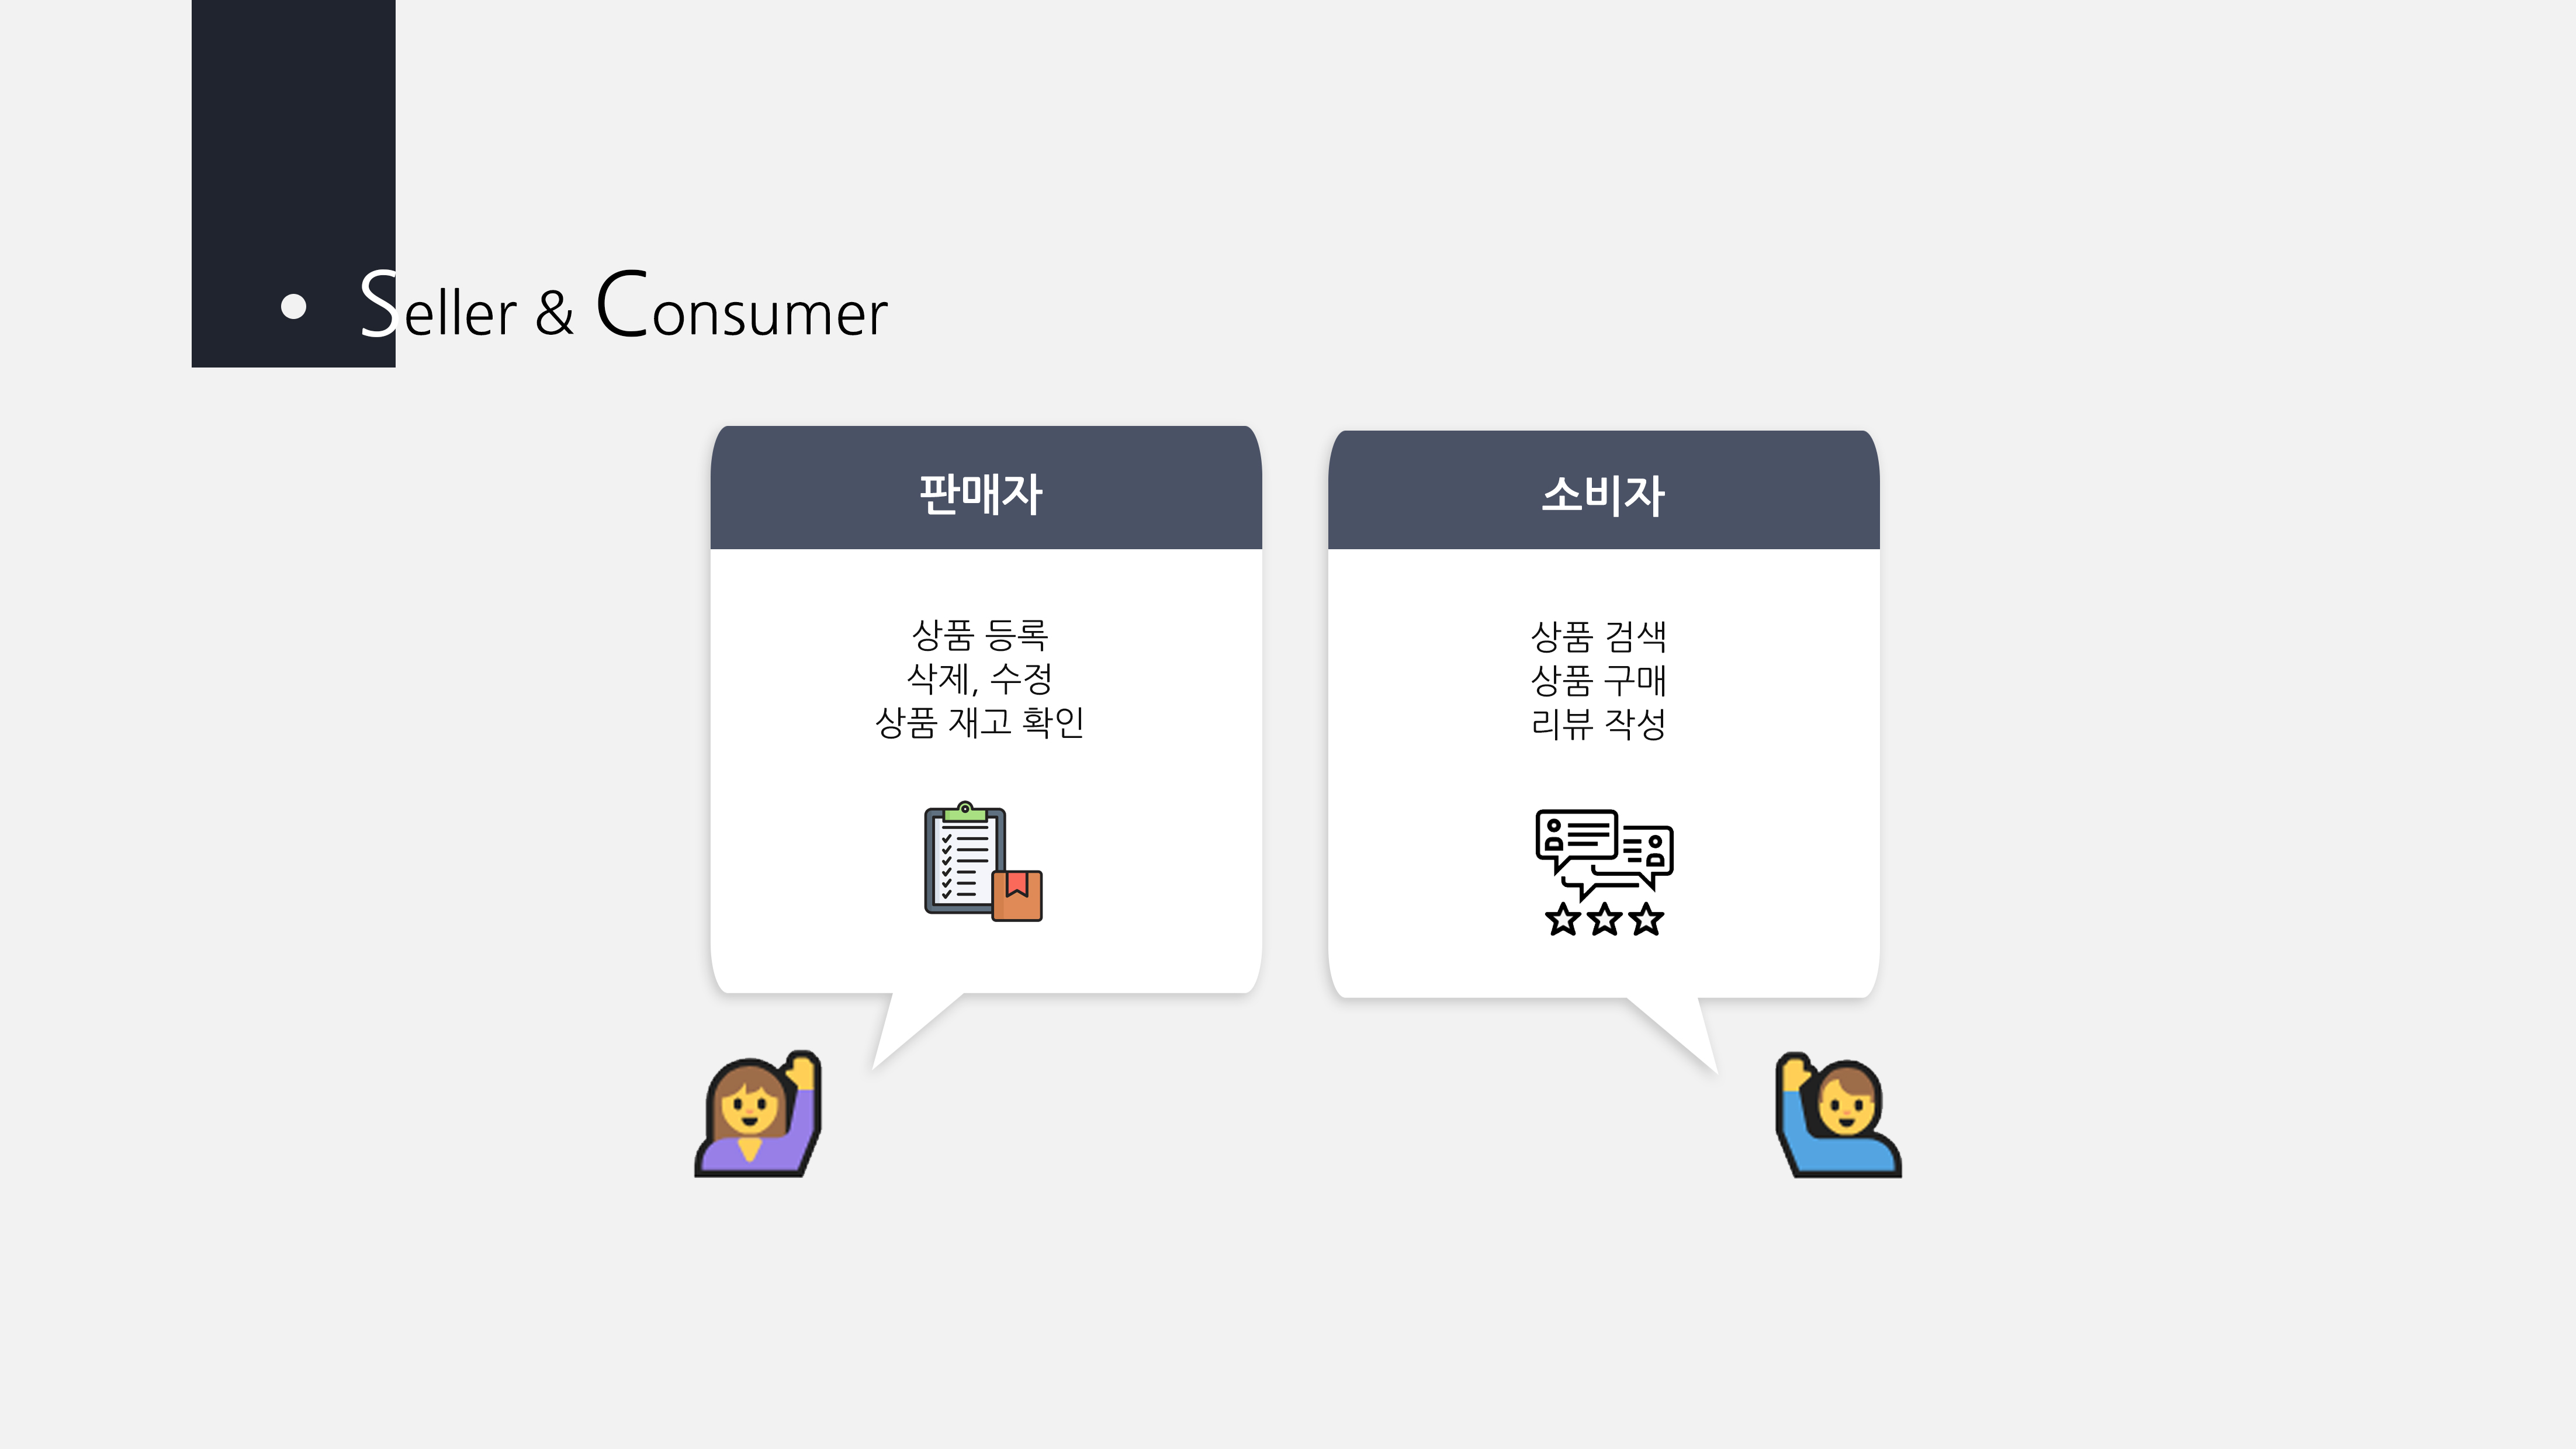 Seller & Consumer
판매자
상품 등록
삭제, 수정
상품 재고 확인
소비자
상품 검색
상품 구매
리뷰 작성